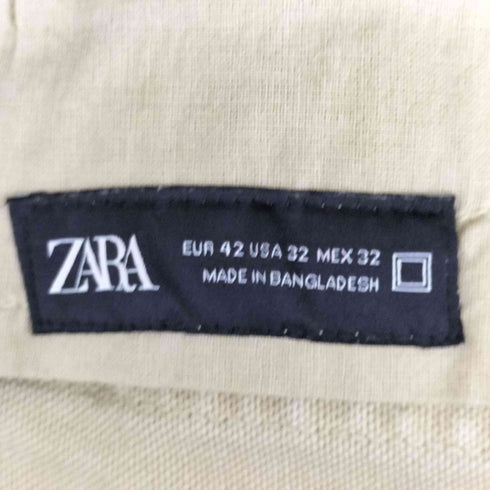 ZARA
EUR 42 USA 32 MEX 32
MADE IN BANGLADESH